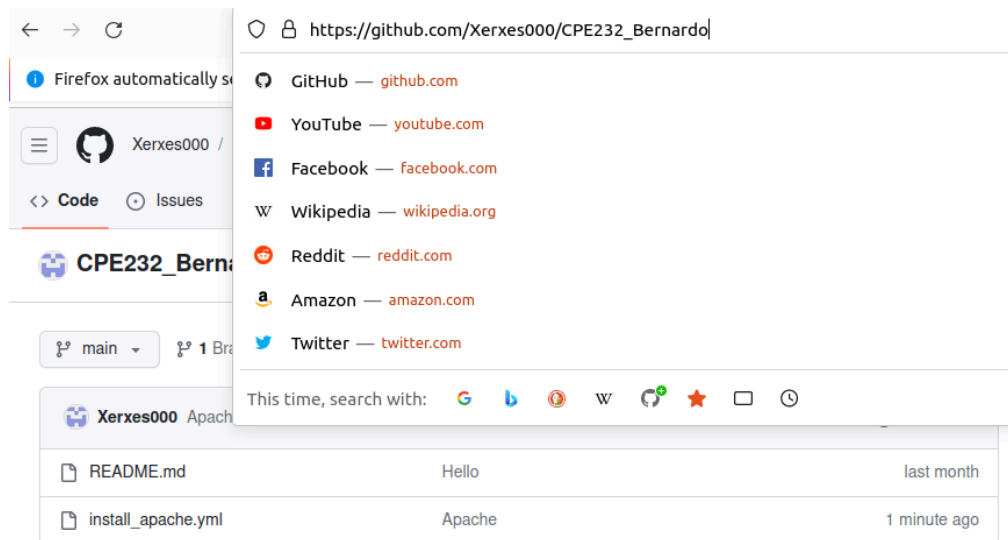 https://github.com/Xerxes000/CPE232_Bernardo
Firefox automatically s
GitHub — github.com
YouTube — youtube.com
Facebook — facebook.com
Wikipedia — wikipedia.org
Reddit — reddit.com
Amazon — amazon.com
Twitter — twitter.com
This time, search with:
Xerxes000 /
Code Issues
CPE232_Berna
main 1 Bra
Xerxes000 Apach
README.md Hello last month
install_apache.yml Apache 1 minute ago